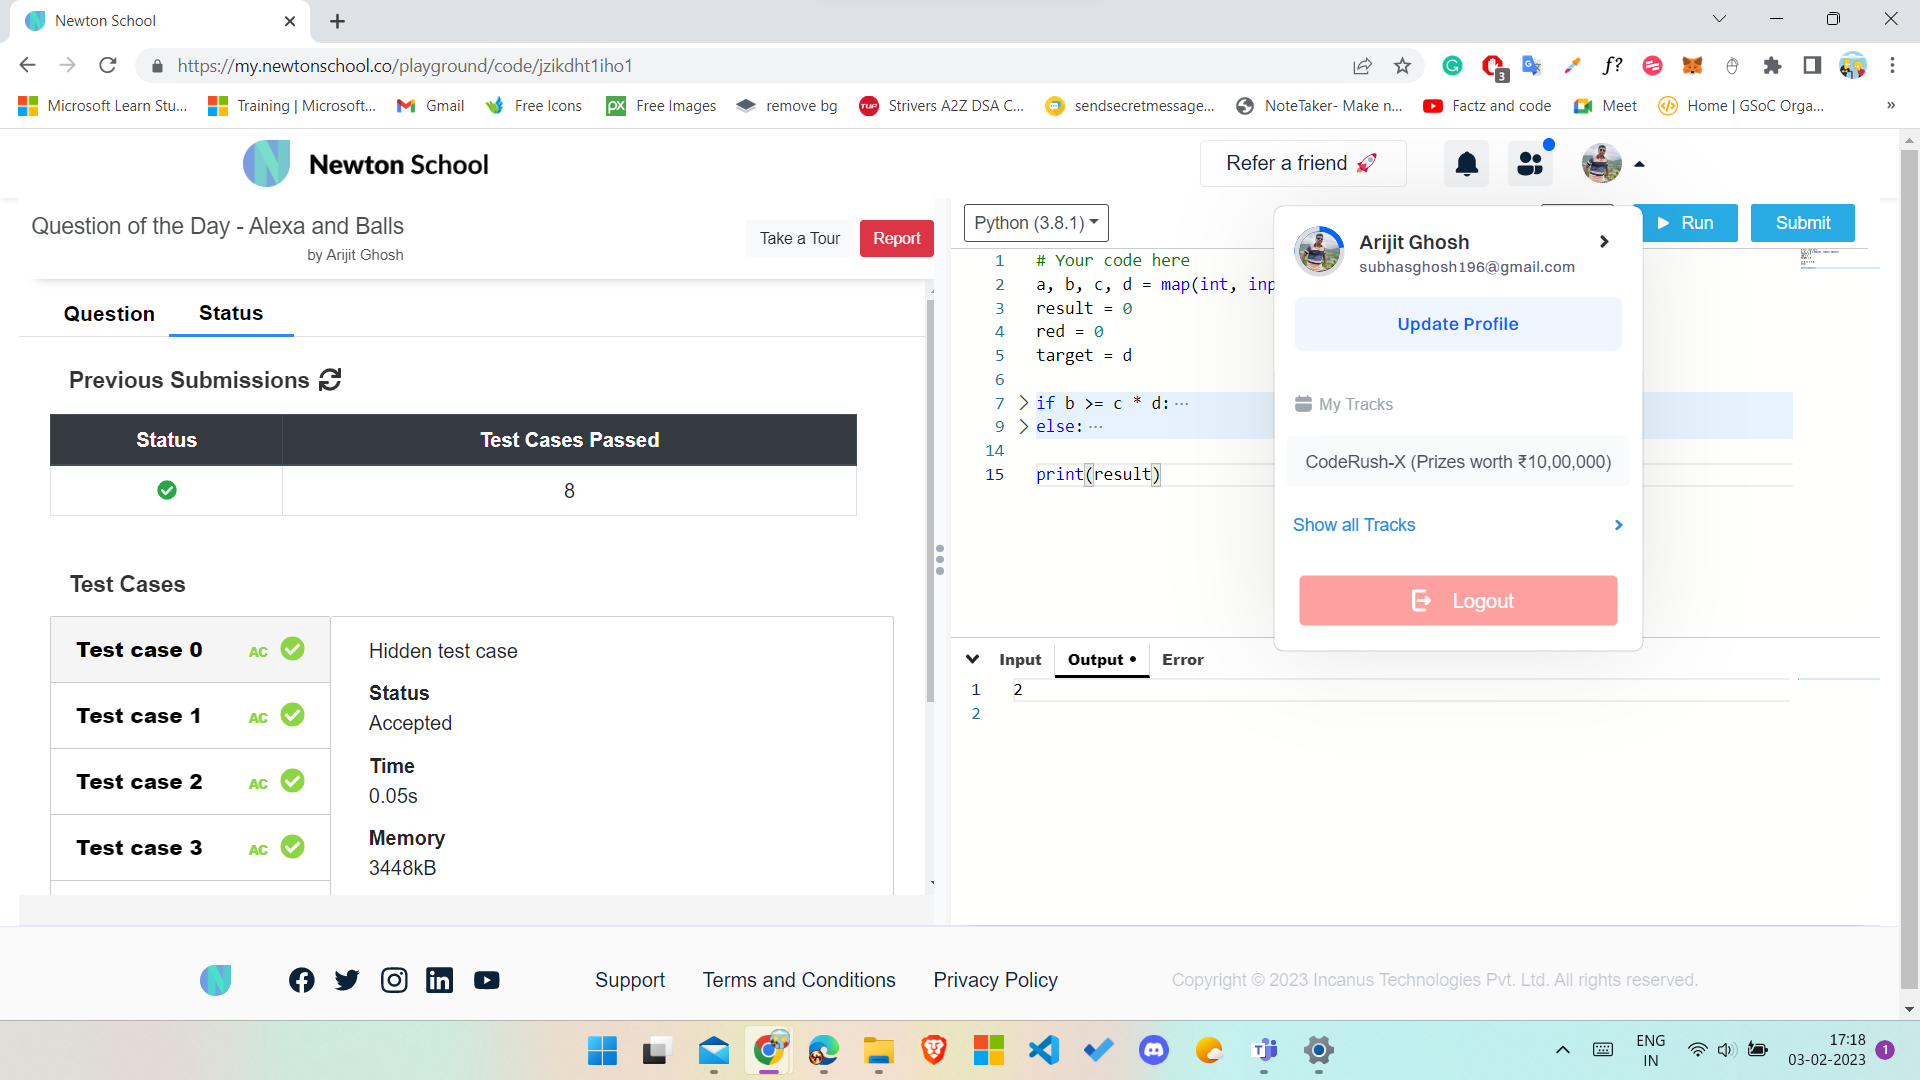 Newton School
https://my.newtonschool.co/playground/code/jzikdht1iho1
3
f?
Microsoft Learn Stu...
Training | Microsoft...
Gmail
Free Icons
Free Images
remove bg
Strivers A2Z DSA C...
sendsecretmessage...
NoteTaker- Make n...
Factz and code
Meet
Home | GSoC Orga...
»
Newton School
Refer a friend 🚀
Question of the Day - Alexa and Balls
by Arijit Ghosh
Take a Tour
Report
Question
Status
Previous Submissions
Status
Test Cases Passed
8
Test Cases
Test case 0 AC
Test case 1 AC
Test case 2 AC
Test case 3 AC
Hidden test case
Status
Accepted
Time
0.05s
Memory
3448kB
Python (3.8.1)
Run
Submit
1 # Your code here
2 a, b, c, d = map(int, inp
3 result = 0
4 red = 0
5 target = d
6
7 if b >= c * d: ...
9 else: ...
14
15 print(result)
Arijit Ghosh
subhasghosh196@gmail.com
Update Profile
My Tracks
CodeRush-X (Prizes worth ₹10,00,000)
Show all Tracks
Logout
Input
Output •
Error
1 2
2
Support
Terms and Conditions
Privacy Policy
Copyright © 2023 Incanus Technologies Pvt. Ltd. All rights reserved.
ENG
IN
17:18
03-02-2023
1